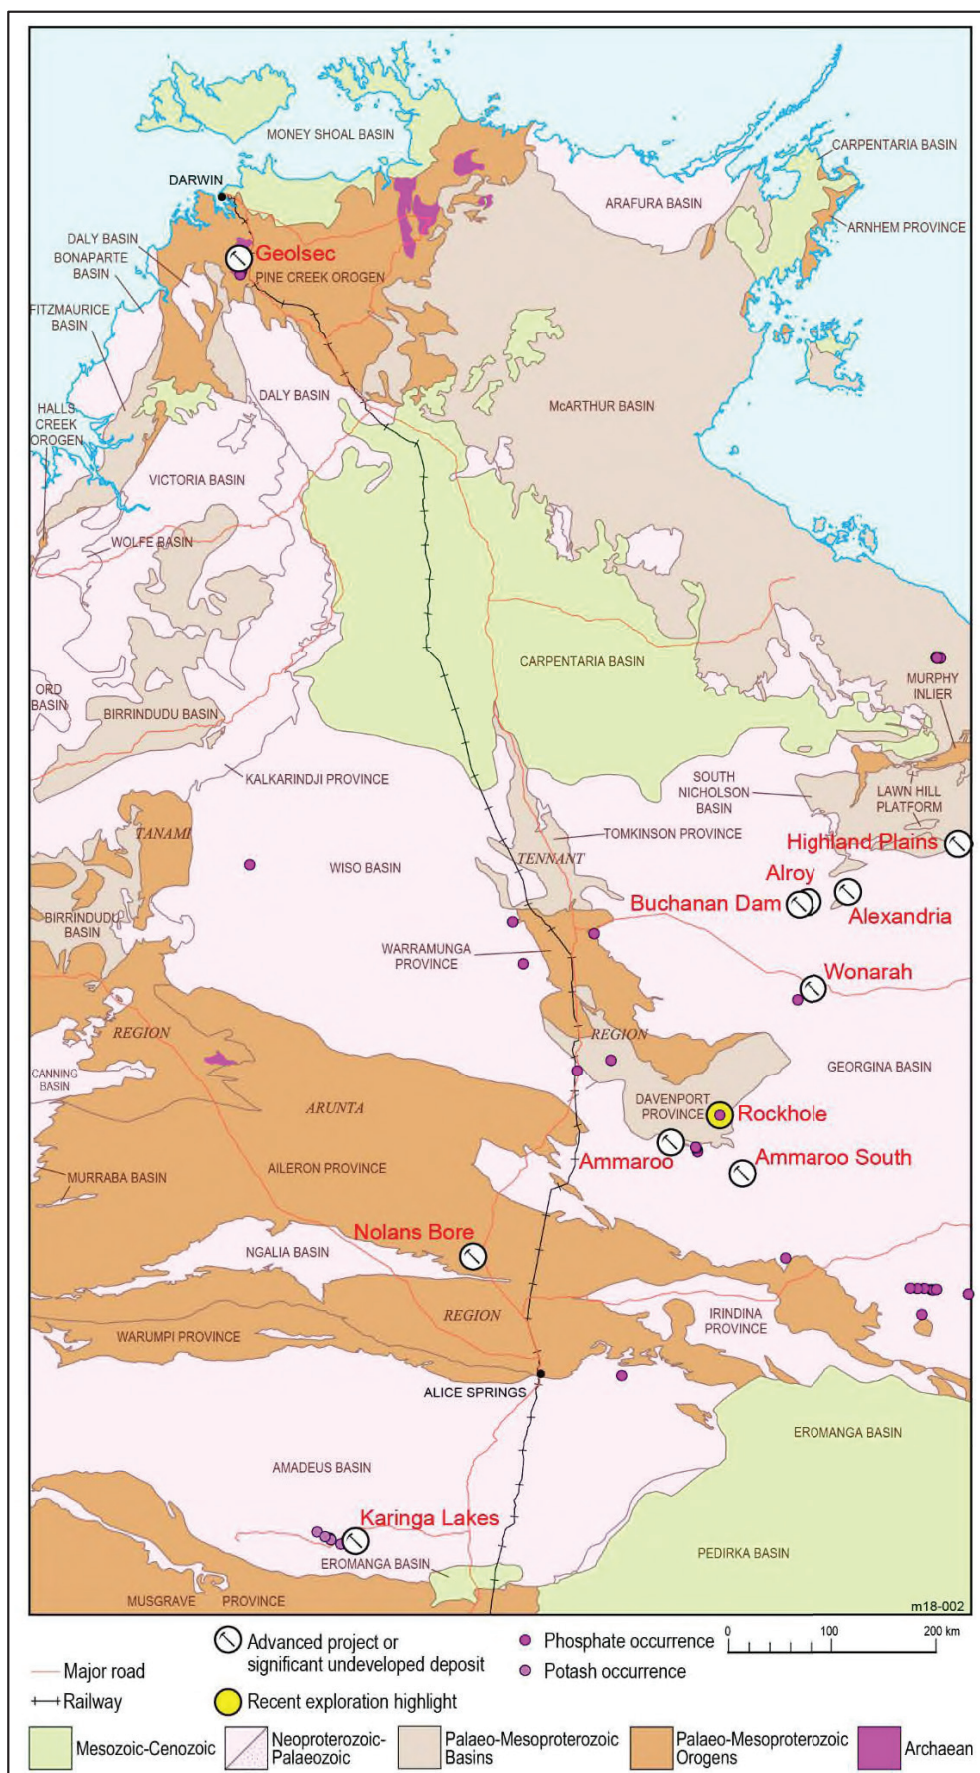 MONEY SHOAL BASIN
CARPENTARIA BASIN
DARWIN
ARAFURA BASIN
ARNHEM PROVINCE
DALY BASIN
BONAPARTE
BASIN
Geolsec
PINE CREEK OROGEN
FITZMAURICE
BASIN
DALY BASIN
HALLS
CREEK
OROGEN
McARTHUR BASIN
VICTORIA BASIN
WOLFE BASIN
CARPENTARIA BASIN
MURPHY
INLIER
ORD
BASIN
BIRRINDUDU BASIN
KALKARINDJI PROVINCE
SOUTH
NICHOLSON
BASIN
LAWN HILL
PLATFORM
TANAMI
TOMKINSON PROVINCE
Highland Plains
WISO BASIN
TENNANT
Alroy
Buchanan Dam
Alexandria
BIRRINDUDU
BASIN
WARRAMUNGA
PROVINCE
Wonarah
REGION
REGION
CANNING
BASIN
GEORGINA BASIN
ARUNTA
DAVENPORT
PROVINCE
Rockhole
Ammaroo
Ammaroo South
AILERON PROVINCE
MURRABA BASIN
Nolans Bore
NGALIA BASIN
REGION
IRINDINA
PROVINCE
WARUMPI PROVINCE
ALICE SPRINGS
EROMANGA BASIN
AMADEUS BASIN
Karinga Lakes
EROMANGA BASIN
PEDIRKA BASIN
MUSGRAVE PROVINCE
m18-002
Advanced project or
significant undeveloped deposit
Phosphate occurrence
0 100 200 km
Major road
Potash occurrence
Railway
Recent exploration highlight
Mesozoic-Cenozoic
Neoproterozoic-
Palaeozoic
Palaeo-Mesoproterozoic
Basins
Palaeo-Mesoproterozoic
Orogens
Archaean